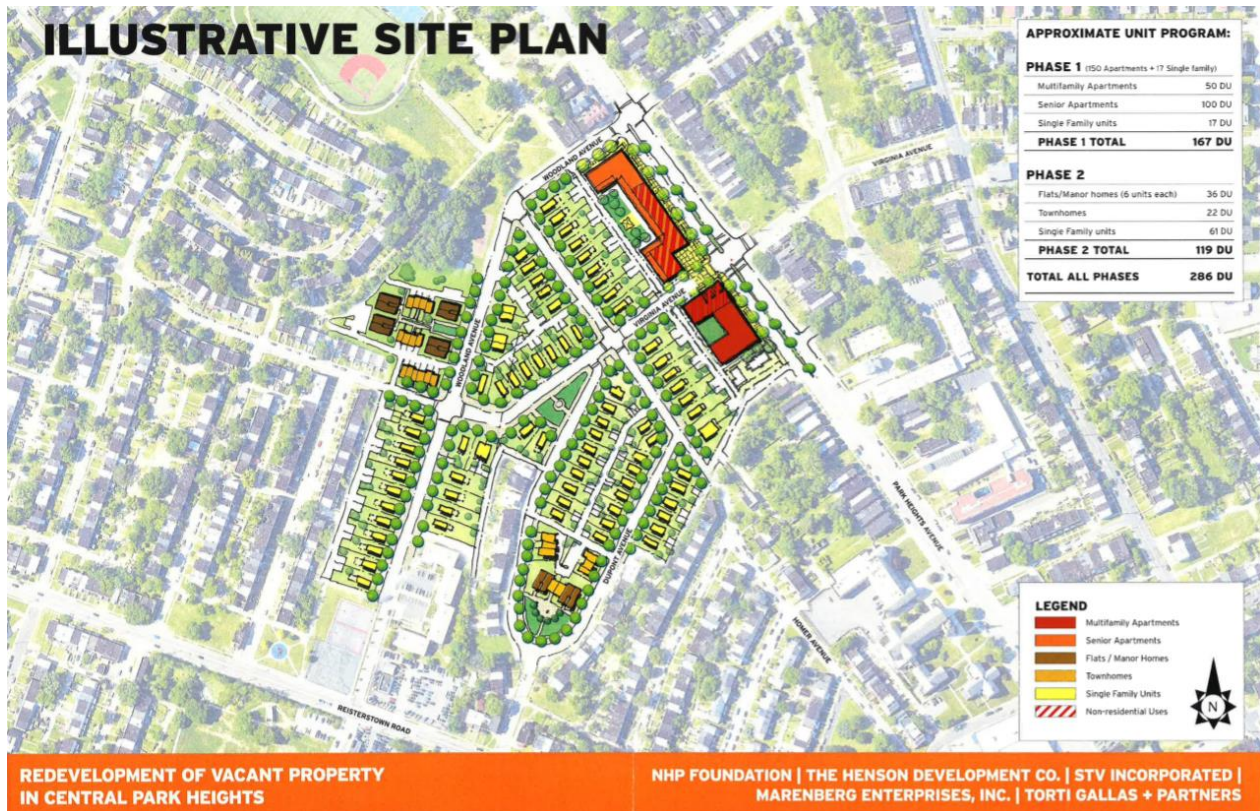 ILLUSTRATIVE SITE PLAN
APPROXIMATE UNIT PROGRAM:
PHASE 1 (150 Apartments + 17 Single family)
Multifamily Apartments 50 DU
Senior Apartments 100 DU
Single Family units 17 DU
PHASE 1 TOTAL 167 DU
PHASE 2
Flats/Manor homes (6 units each) 36 DU
Townhomes 22 DU
Single Family units 61 DU
PHASE 2 TOTAL 119 DU
TOTAL ALL PHASES 286 DU
WOODLAND AVENUE
VIRGINIA AVENUE
VIRGINIA AVENUE
WOODLAND AVENUE
PARK HEIGHTS AVENUE
DUPONT AVENUE
HOMER AVENUE
REISTERSTOWN ROAD
LEGEND
Multifamily Apartments
Senior Apartments
Flats / Manor Homes
Townhomes
Single Family Units
Non-residential Uses
N
REDEVELOPMENT OF VACANT PROPERTY
IN CENTRAL PARK HEIGHTS
NHP FOUNDATION | THE HENSON DEVELOPMENT CO. | STV INCORPORATED |
MARENBERG ENTERPRISES, INC. | TORTI GALLAS + PARTNERS